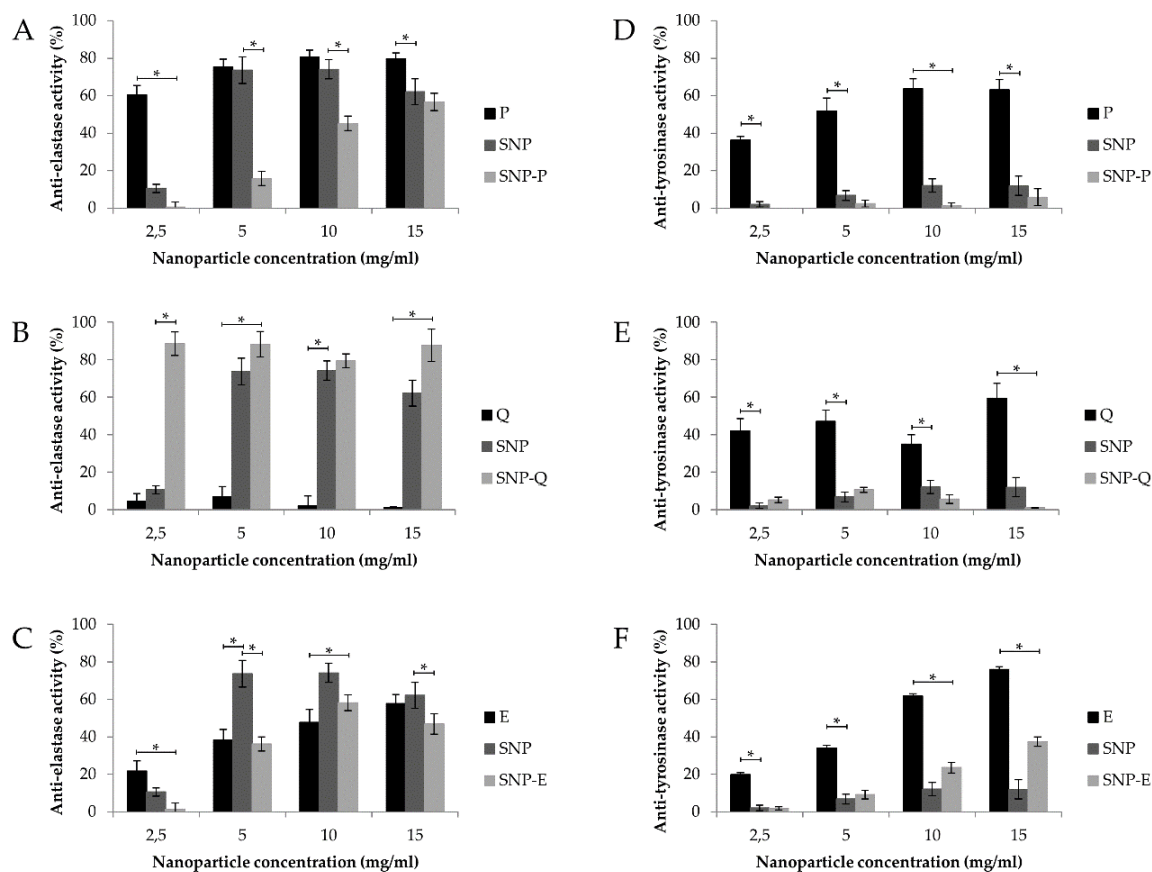 A
Anti-elastase activity (%)
100
80
60
40
20
0
* * * *
2,5 5 10 15
Nanoparticle concentration (mg/ml)
P
SNP
SNP-P
D
Anti-tyrosinase activity (%)
100
80
60
40
20
0
* * * *
2,5 5 10 15
Nanoparticle concentration (mg/ml)
P
SNP
SNP-P
B
Anti-elastase activity (%)
100
80
60
40
20
0
* * * *
2,5 5 10 15
Nanoparticle concentration (mg/ml)
Q
SNP
SNP-Q
E
Anti-tyrosinase activity (%)
100
80
60
40
20
0
* * * *
2,5 5 10 15
Nanoparticle concentration (mg/ml)
Q
SNP
SNP-Q
C
Anti-elastase activity (%)
100
80
60
40
20
0
* * * * *
2,5 5 10 15
Nanoparticle concentration (mg/ml)
E
SNP
SNP-E
F
Anti-tyrosinase activity (%)
100
80
60
40
20
0
* * * *
2,5 5 10 15
Nanoparticle concentration (mg/ml)
E
SNP
SNP-E